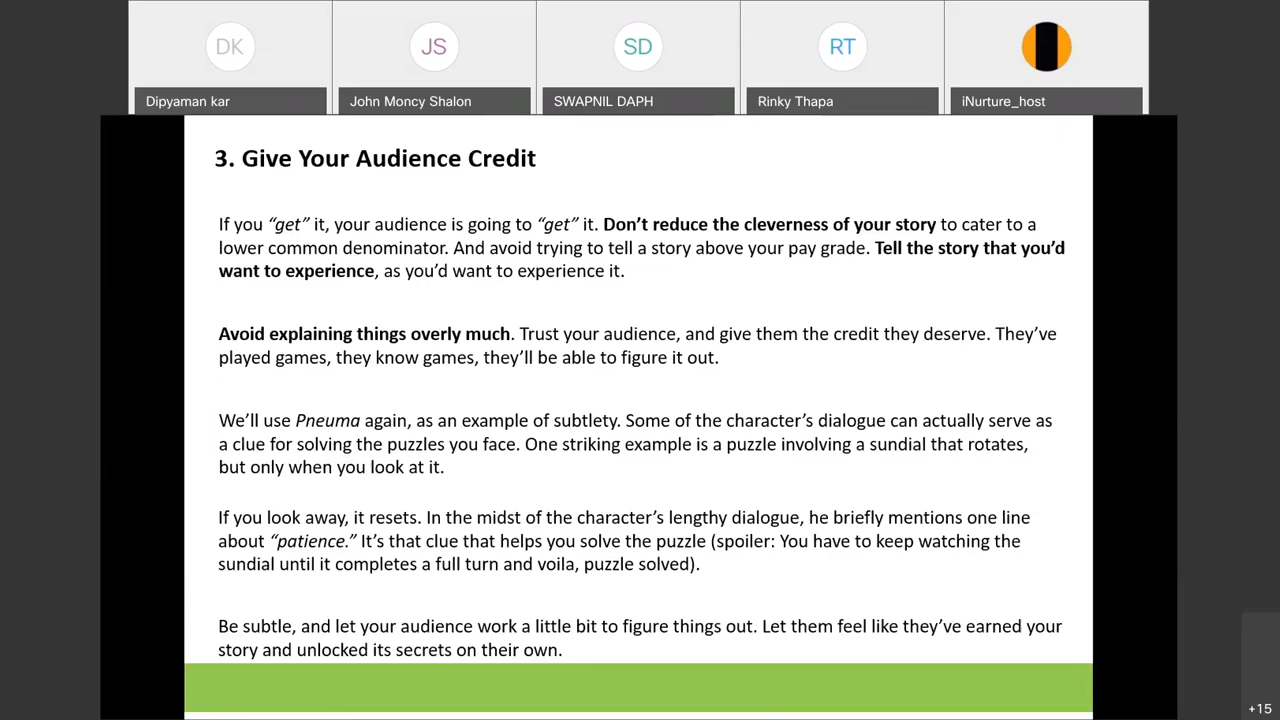 DK
JS
SD
RT
Dipyaman kar
John Moncy Shalon
SWAPNIL DAPH
Rinky Thapa
iNurture_host
3. Give Your Audience Credit
If you “get” it, your audience is going to “get” it. Don’t reduce the cleverness of your story to cater to a
lower common denominator. And avoid trying to tell a story above your pay grade. Tell the story that you’d
want to experience, as you’d want to experience it.
Avoid explaining things overly much. Trust your audience, and give them the credit they deserve. They’ve
played games, they know games, they’ll be able to figure it out.
We’ll use Pneuma again, as an example of subtlety. Some of the character’s dialogue can actually serve as
a clue for solving the puzzles you face. One striking example is a puzzle involving a sundial that rotates,
but only when you look at it.
If you look away, it resets. In the midst of the character’s lengthy dialogue, he briefly mentions one line
about “patience.” It’s that clue that helps you solve the puzzle (spoiler: You have to keep watching the
sundial until it completes a full turn and voila, puzzle solved).
Be subtle, and let your audience work a little bit to figure things out. Let them feel like they’ve earned your
story and unlocked its secrets on their own.
+15